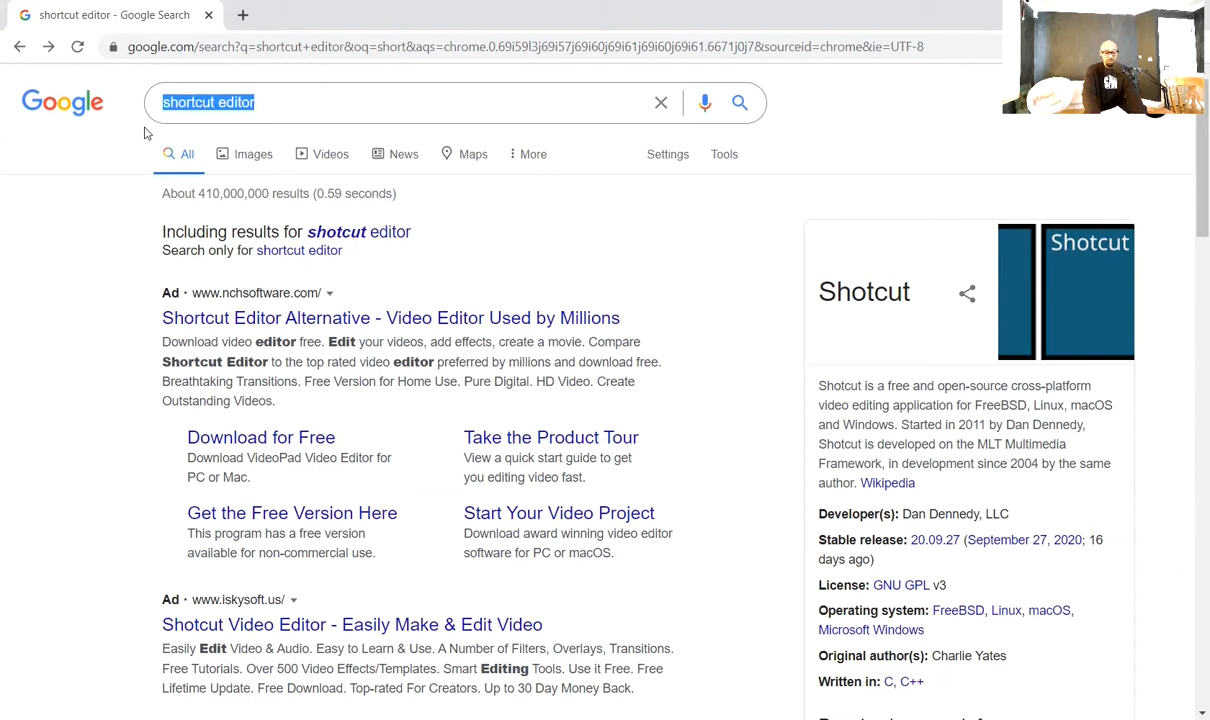 shortcut editor - Google Search
google.com/search?q=shortcut+editor&oq=short&aqs=chrome.0.69i59l3j69i57j69i60j69i61j69i60j69i61.6671j0j7&sourceid=chrome&ie=UTF-8
Google
shortcut editor
All Images Videos News Maps More Settings Tools
About 410,000,000 results (0.59 seconds)
Including results for shotcut editor
Search only for shortcut editor
Ad · www.nchsoftware.com/
Shortcut Editor Alternative - Video Editor Used by Millions
Download video editor free. Edit your videos, add effects, create a movie. Compare
Shortcut Editor to the top rated video editor preferred by millions and download free.
Breathtaking Transitions. Free Version for Home Use. Pure Digital. HD Video. Create
Outstanding Videos.
Download for Free
Download VideoPad Video Editor for
PC or Mac.
Take the Product Tour
View a quick start guide to get
you editing video fast.
Get the Free Version Here
This program has a free version
available for non-commercial use.
Start Your Video Project
Download award winning video editor
software for PC or macOS.
Ad · www.iskysoft.us/
Shotcut Video Editor - Easily Make & Edit Video
Easily Edit Video & Audio. Easy to Learn & Use. A Number of Filters, Overlays, Transitions.
Free Tutorials. Over 500 Video Effects/Templates. Smart Editing Tools. Use it Free. Free
Lifetime Update. Free Download. Top-rated For Creators. Up to 30 Day Money Back.
Shotcut
Shotcut
Shotcut is a free and open-source cross-platform
video editing application for FreeBSD, Linux, macOS
and Windows. Started in 2011 by Dan Dennedy,
Shotcut is developed on the MLT Multimedia
Framework, in development since 2004 by the same
author. Wikipedia
Developer(s): Dan Dennedy, LLC
Stable release: 20.09.27 (September 27, 2020; 16
days ago)
License: GNU GPL v3
Operating system: FreeBSD, Linux, macOS,
Microsoft Windows
Original author(s): Charlie Yates
Written in: C, C++